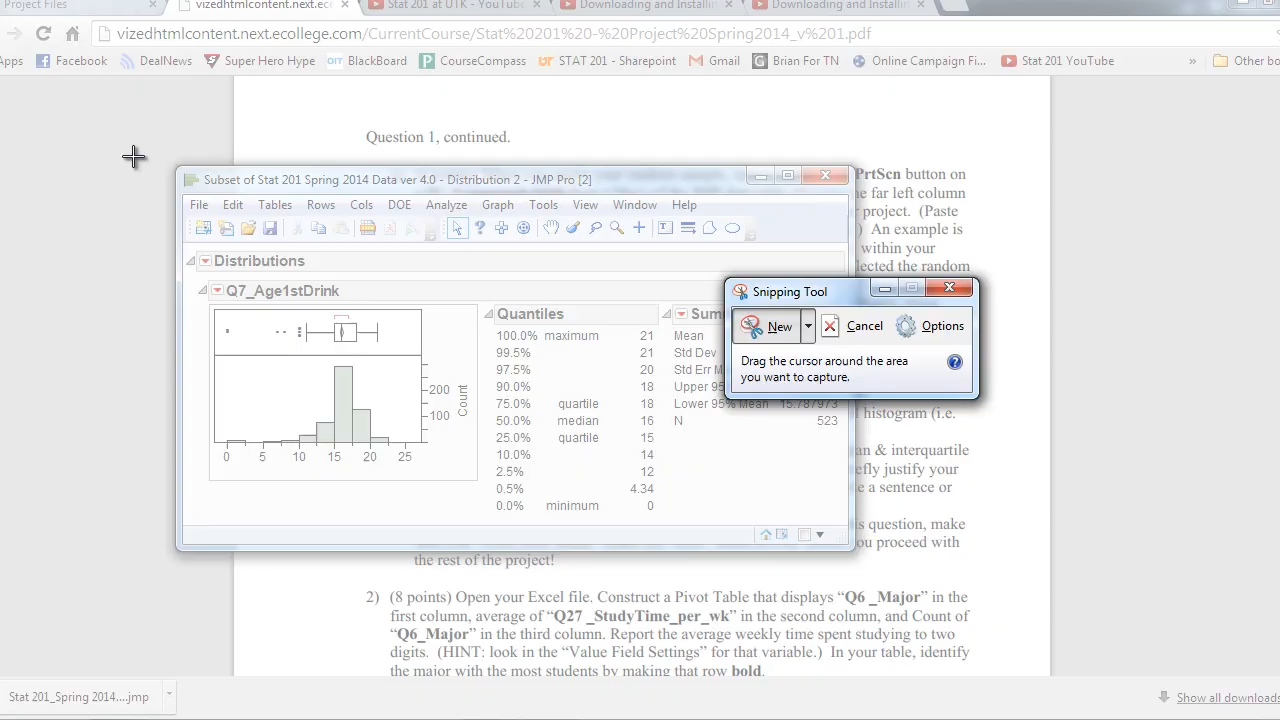 Project Files
vizedhtmlcontent.next.eco
Stat 201 at UTK - YouTube
Downloading and Installin
Downloading and Installin
vizedhtmlcontent.next.ecollege.com/CurrentCourse/Stat%20201%20-%20Project%20Spring2014_v%201.pdf
Apps Facebook DealNews Super Hero Hype OIT BlackBoard CourseCompass UT STAT 201 - Sharepoint Gmail G Brian For TN Online Campaign Fi... Stat 201 YouTube » Other bo
Question 1, continued.
PrtScn button on
e far left column
project. (Paste
) An example is
within your
lected the random
Subset of Stat 201 Spring 2014 Data ver 4.0 - Distribution 2 - JMP Pro [2]
File Edit Tables Rows Cols DOE Analyze Graph Tools View Window Help
Distributions
Q7_Age1stDrink
200
100
Count
0 5 10 15 20 25
Quantiles
100.0% maximum 21
99.5% 21
97.5% 20
90.0% 18
75.0% quartile 18
50.0% median 16
25.0% quartile 15
10.0% 14
2.5% 12
0.5% 4.34
0.0% minimum 0
Sum
Mean
Std Dev
Std Err M
Upper 95
Lower 95% Mean 15.787973
N 523
Snipping Tool
New Cancel Options
Drag the cursor around the area
you want to capture.
histogram (i.e.
an & interquartile
efly justify your
e a sentence or
is question, make
ou proceed with
the rest of the project!
2) (8 points) Open your Excel file. Construct a Pivot Table that displays “Q6 _Major” in the
first column, average of “Q27 _StudyTime_per_wk” in the second column, and Count of
“Q6_Major” in the third column. Report the average weekly time spent studying to two
digits. (HINT: look in the “Value Field Settings” for that variable.) In your table, identify
the major with the most students by making that row bold.
Stat 201_Spring 2014....jmp
Show all downloads